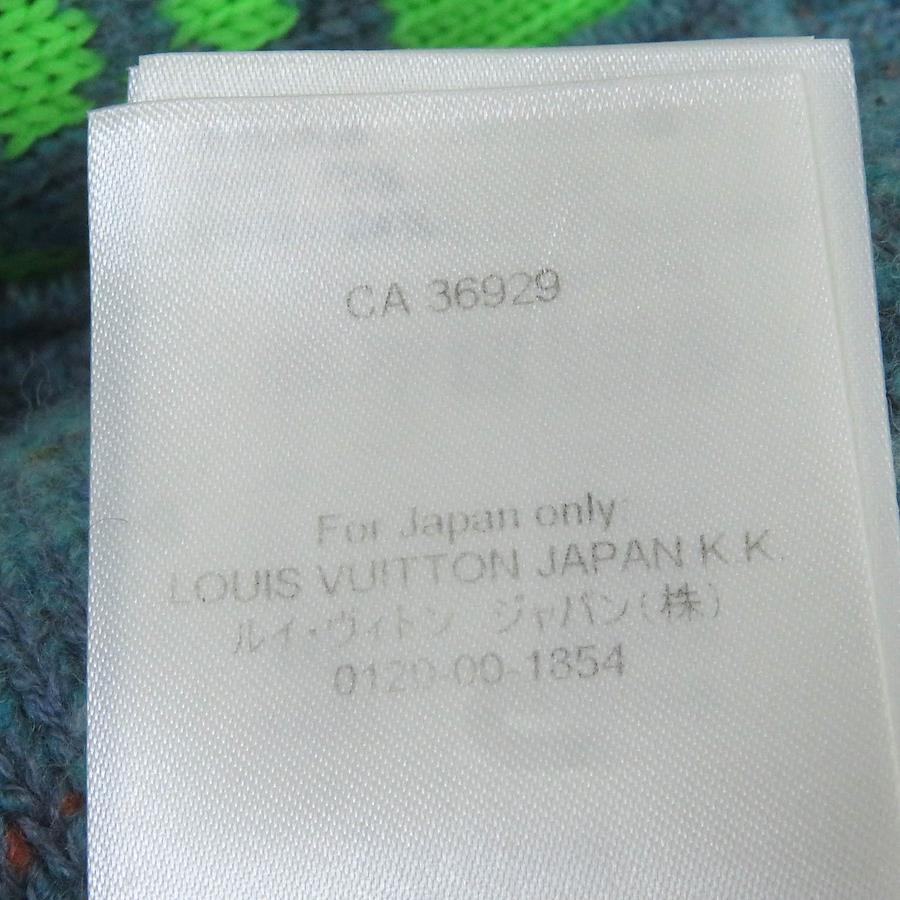 CA 36929
For Japan only
LOUIS VUITTON JAPAN K.K.
ルイ・ヴィトン ジャパン(株)
0120-00-1854